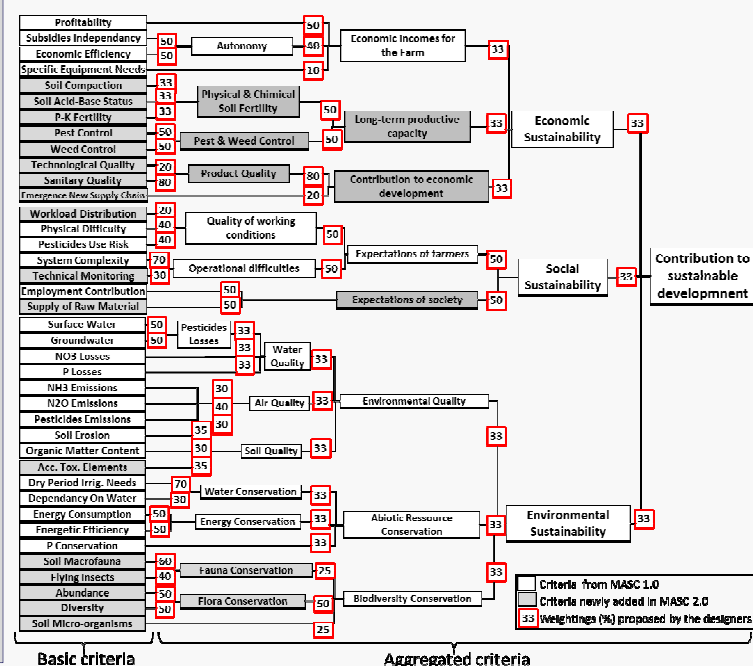 Profitability
50
Subsidies Independancy
50
Autonomy
40
Economic Incomes for
the Farm
33
Economic Efficiency
50
Specific Equipment Needs
10
Soil Compaction
33
Soil Acid-Base Status
33
Physical & Chimical
Soil Fertility
50
P-K Fertility
33
Long-term productive
capacity
33
Economic
Sustainability
33
Pest Control
50
Pest & Weed Control
50
Weed Control
50
Technological Quality
20
Product Quality
80
Sanitary Quality
80
Contribution to economic
development
33
Emergence New Supply Chain
20
Workload Distribution
20
Physical Difficulty
40
Quality of working
conditions
50
Pesticides Use Risk
40
Expectations of farmers
50
System Complexity
70
Operational difficulties
50
Technical Monitoring
30
Social
Sustainability
33
Contribution to
sustainable
developmnent
Employment Contribution
50
Expectations of society
50
Supply of Raw Material
50
Surface Water
50
Pesticides
Losses
33
Groundwater
50
33
Water
Quality
33
NO3 Losses
P Losses
33
NH3 Emissions
30
N2O Emissions
40
Air Quality
33
Environmental Quality
33
Pesticides Emissions
30
Soil Erosion
35
Organic Matter Content
30
Soil Quality
33
Acc. Tox. Elements
35
Dry Period Irrig. Needs
70
Water Conservation
33
Dependancy On Water
30
Energy Consumption
50
Energy Conservation
33
Abiotic Ressource
Conservation
33
Environmental
Sustainability
33
Energetic Efficiency
50
P Conservation
33
Soil Macrofauna
60
Fauna Conservation
25
33
Flying Insects
40
Abundance
50
Flora Conservation
50
Biodiversity Conservation
Diversity
50
Soil Micro-organisms
25
Criteria from MASC 1.0
Criteria newly added in MASC 2.0
33 Weightings (%) proposed by the designers
Basic criteria
Aggregated criteria